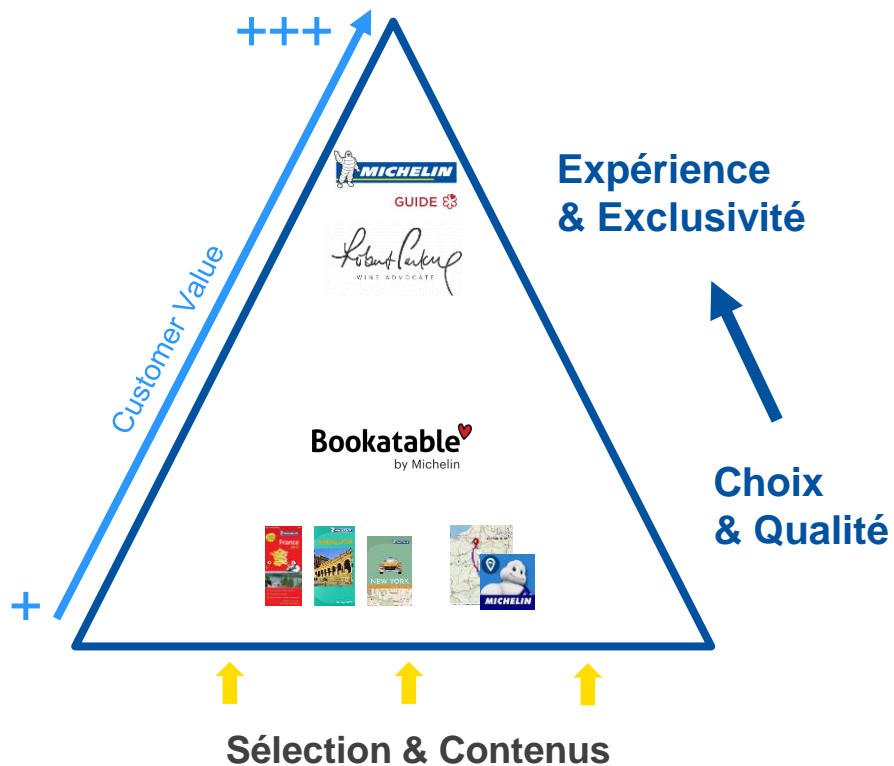 +++
MICHELIN
GUIDE
Expérience
& Exclusivité
Robert Parker
WINE ADVOCATE
Customer Value
Bookatable
by Michelin
Choix
& Qualité
France
NEW YORK
MICHELIN
+
Sélection & Contenus